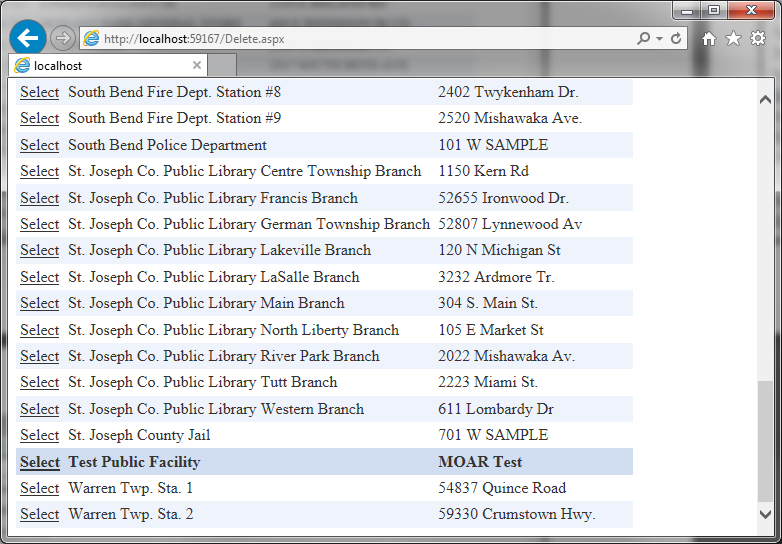 http://localhost:59167/Delete.aspx
localhost
Select South Bend Fire Dept. Station #8 2402 Twykenham Dr.
Select South Bend Fire Dept. Station #9 2520 Mishawaka Ave.
Select South Bend Police Department 101 W SAMPLE
Select St. Joseph Co. Public Library Centre Township Branch 1150 Kern Rd
Select St. Joseph Co. Public Library Francis Branch 52655 Ironwood Dr.
Select St. Joseph Co. Public Library German Township Branch 52807 Lynnewood Av
Select St. Joseph Co. Public Library Lakeville Branch 120 N Michigan St
Select St. Joseph Co. Public Library LaSalle Branch 3232 Ardmore Tr.
Select St. Joseph Co. Public Library Main Branch 304 S. Main St.
Select St. Joseph Co. Public Library North Liberty Branch 105 E Market St
Select St. Joseph Co. Public Library River Park Branch 2022 Mishawaka Av.
Select St. Joseph Co. Public Library Tutt Branch 2223 Miami St.
Select St. Joseph Co. Public Library Western Branch 611 Lombardy Dr
Select St. Joseph County Jail 701 W SAMPLE
Select Test Public Facility MOAR Test
Select Warren Twp. Sta. 1 54837 Quince Road
Select Warren Twp. Sta. 2 59330 Crumstown Hwy.